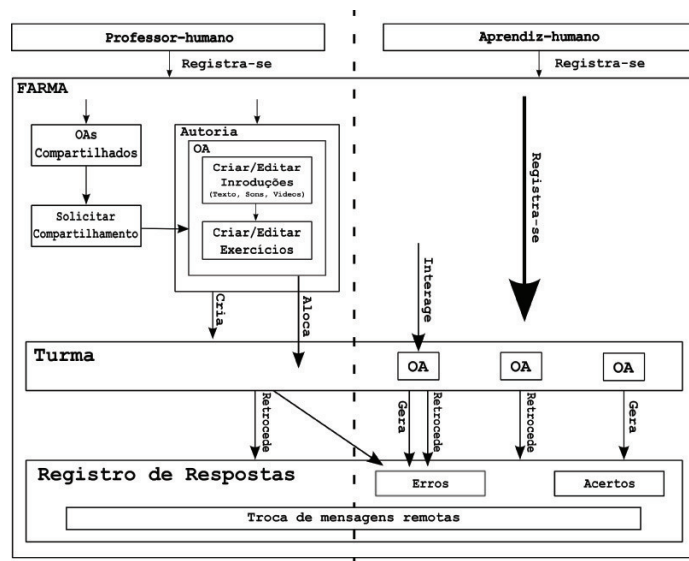 Professor-humano
Aprendiz-humano
Registra-se
Registra-se
FARMA
OAs
Compartilhados
Solicitar
Compartilhamento
Autoria
OA
Criar/Editar
Inroduções
(Texto, Sons, Videos)
Criar/Editar
Exercicios
Registra-se
Interage
Cria
Aloca
Turma
OA
OA
OA
Retrocede
Gera
Retrocede
Retrocede
Gera
Registro de Respostas
Erros
Acertos
Troca de mensagens remotas